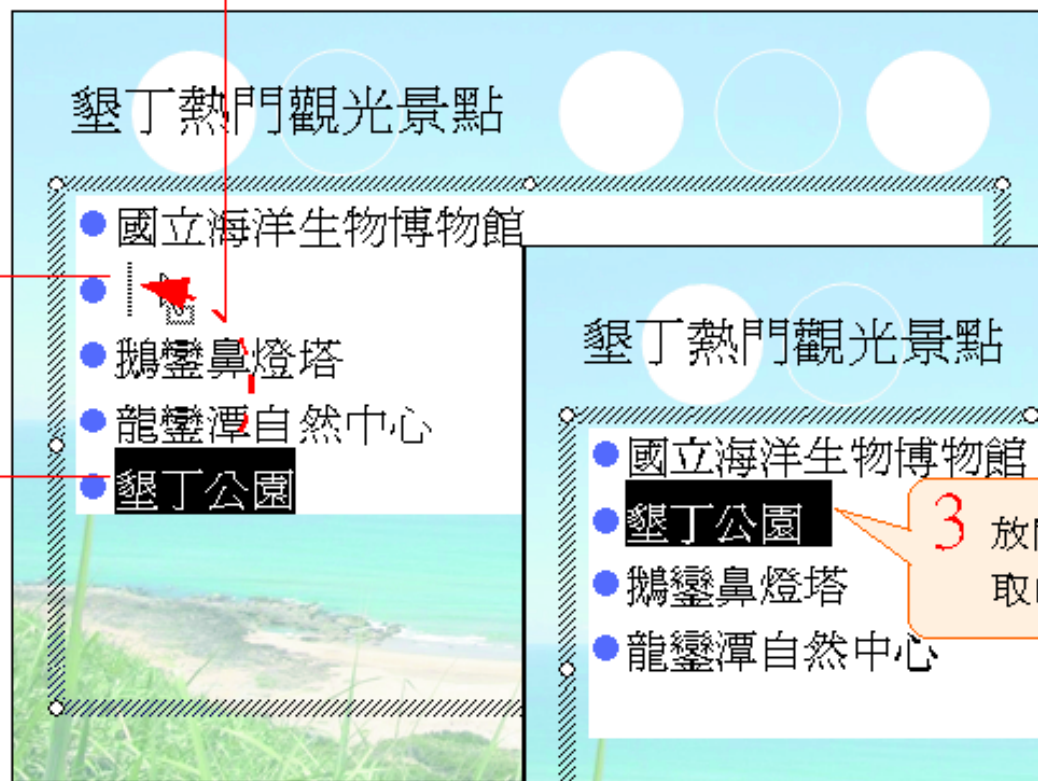 墾丁熱門觀光景點
國立海洋生物博物館
鵝鑾鼻燈塔
龍鑾潭自然中心
墾丁公園
墾丁熱門觀光景點
國立海洋生物博物館
墾丁公園
鵝鑾鼻燈塔
龍鑾潭自然中心
3
放
取